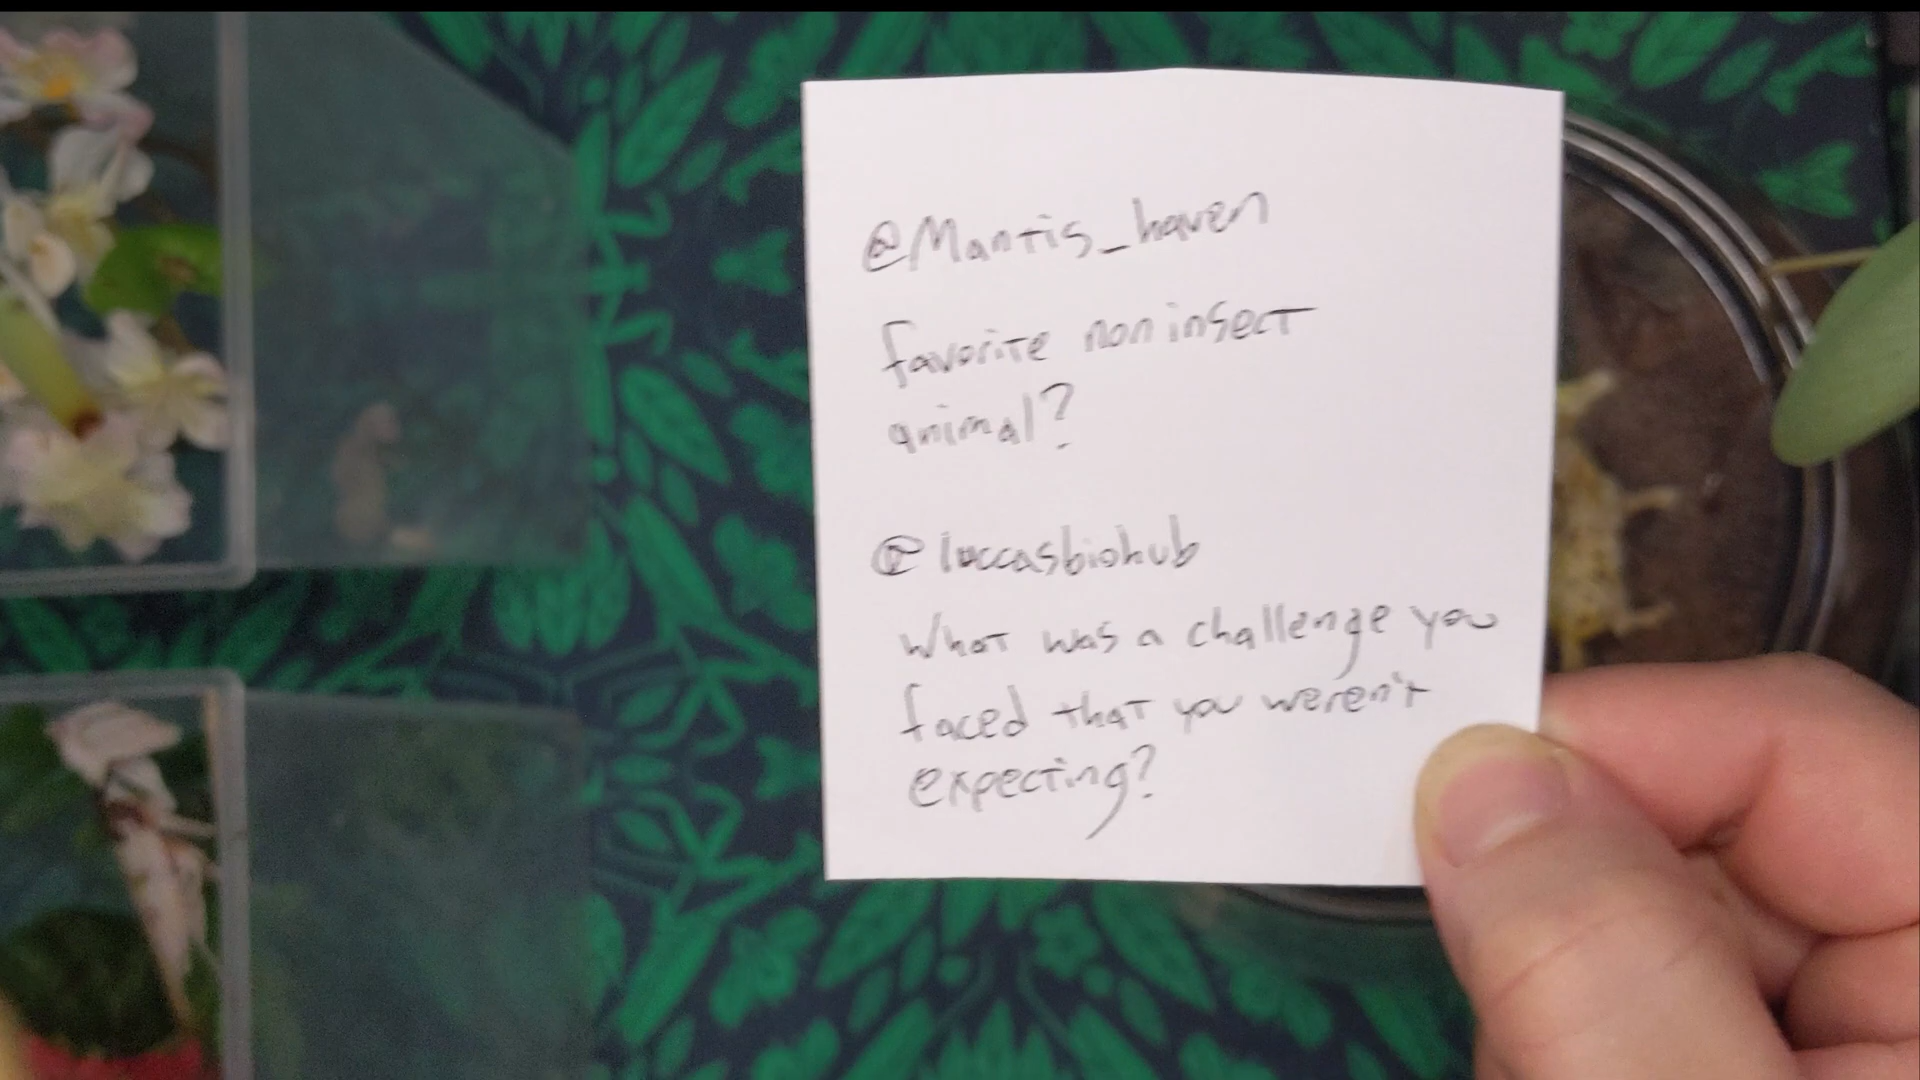 @Mantis_haven
favorite non insect
animal?
@luccasbiohub
What was a challenge you
faced that you weren't
expecting?